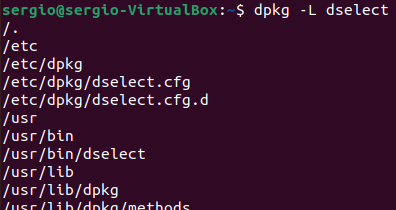 sergio@sergio-VirtualBox:~$ dpkg -L dselect
/.
/etc
/etc/dpkg
/etc/dpkg/dselect.cfg
/etc/dpkg/dselect.cfg.d
/usr
/usr/bin
/usr/bin/dselect
/usr/lib
/usr/lib/dpkg
/usr/lib/dpkg/methods